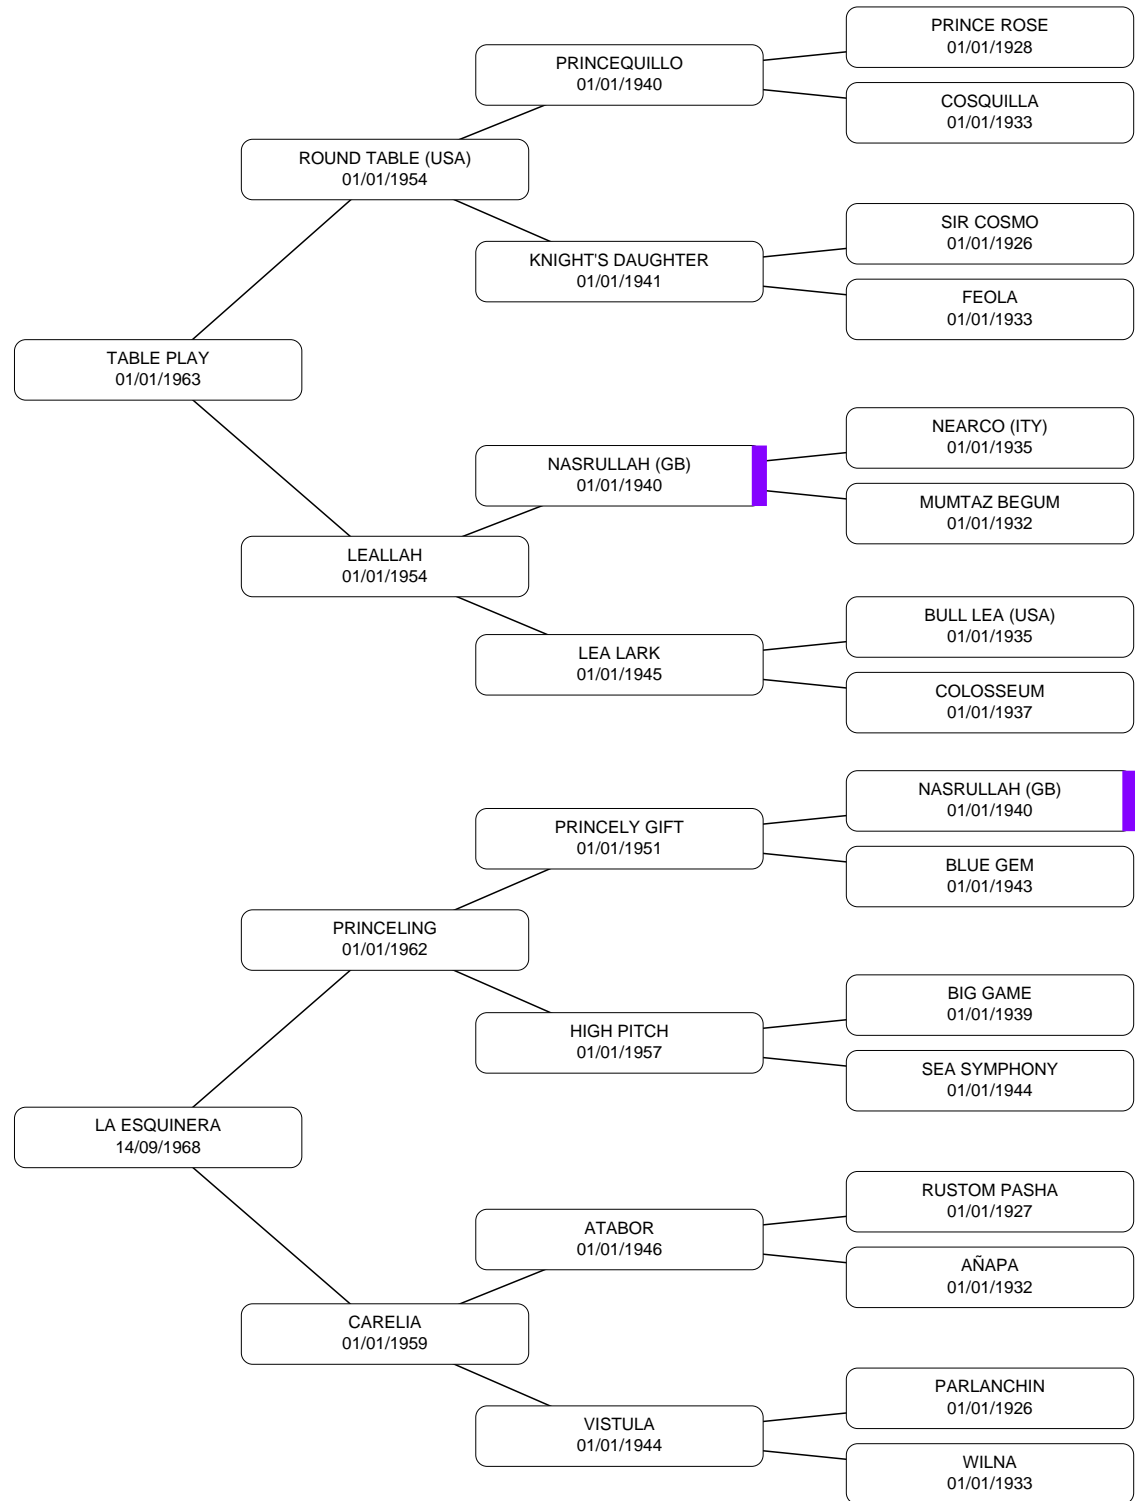 PRINCE ROSE
01/01/1928
PRINCEQUILLO
01/01/1940
COSQUILLA
01/01/1933
ROUND TABLE (USA)
01/01/1954
SIR COSMO
01/01/1926
KNIGHT'S DAUGHTER
01/01/1941
FEOLA
01/01/1933
TABLE PLAY
01/01/1963
NEARCO (ITY)
01/01/1935
NASRULLAH (GB)
01/01/1940
MUMTAZ BEGUM
01/01/1932
LEALLAH
01/01/1954
BULL LEA (USA)
01/01/1935
LEA LARK
01/01/1945
COLOSSEUM
01/01/1937
NASRULLAH (GB)
01/01/1940
PRINCELY GIFT
01/01/1951
BLUE GEM
01/01/1943
PRINCELING
01/01/1962
BIG GAME
01/01/1939
HIGH PITCH
01/01/1957
SEA SYMPHONY
01/01/1944
LA ESQUINERA
14/09/1968
RUSTOM PASHA
01/01/1927
ATABOR
01/01/1946
AÑAPA
01/01/1932
CARELIA
01/01/1959
PARLANCHIN
01/01/1926
VISTULA
01/01/1944
WILNA
01/01/1933